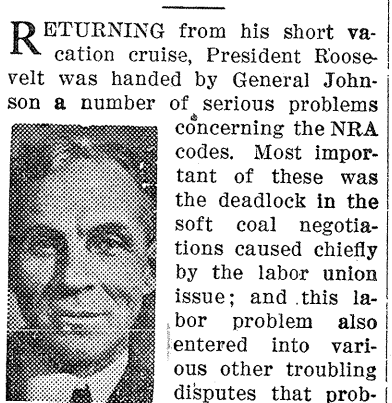 RETURNING from his short va-
cation cruise, President Roose-
velt was handed by General John-
son a number of serious problems
concerning the NRA
codes. Most impor-
tant of these was
the deadlock in the
soft coal negotia-
tions caused chiefly
by the labor union
issue; and this la-
bor problem also
entered into vari-
ous other troubling
disputes that prob-